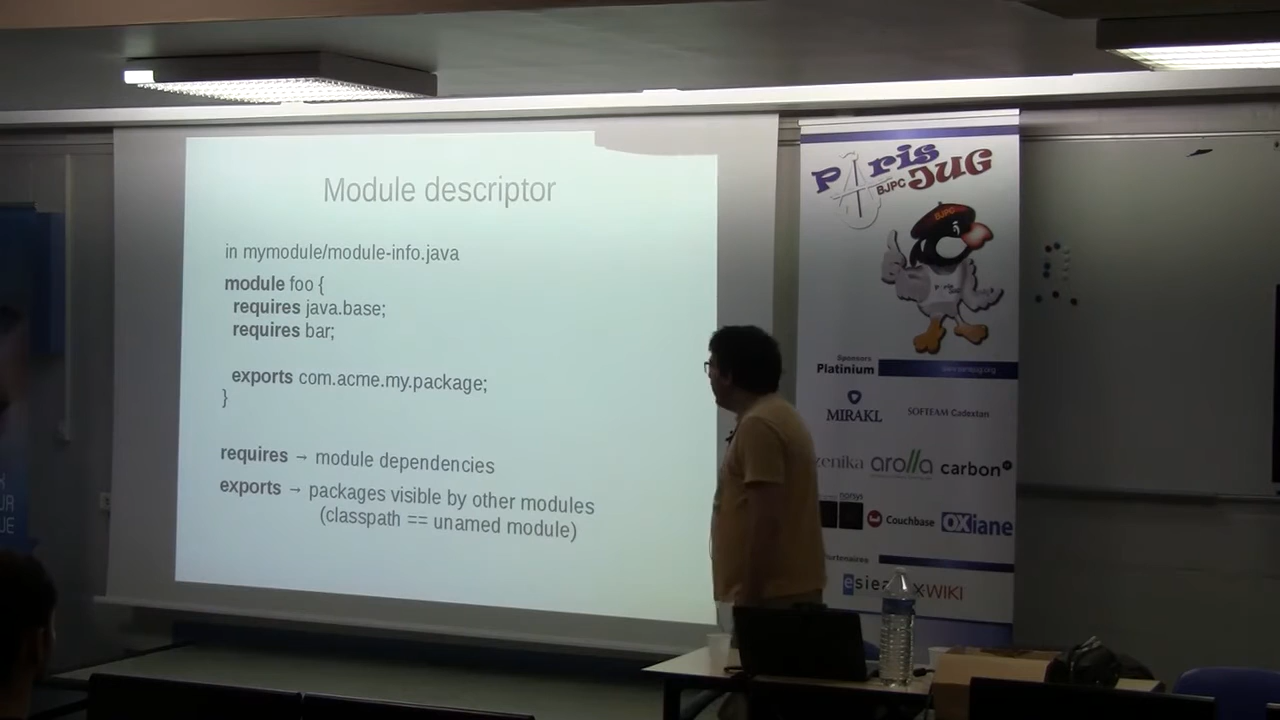 Module descriptor
in mymodule/module-info.java
module foo {
requires java.base;
requires bar;
exports com.acme.my.package;
}
requires → module dependencies
exports → packages visible by other modules
(classpath == unamed module)
Paris
BJPC JUG
BJPC
Sponsors
Platinium
MIRAKL
SOFTEAM Cadextan
zenika arolla carbon
Couchbase OXiane
esiea XWIKI